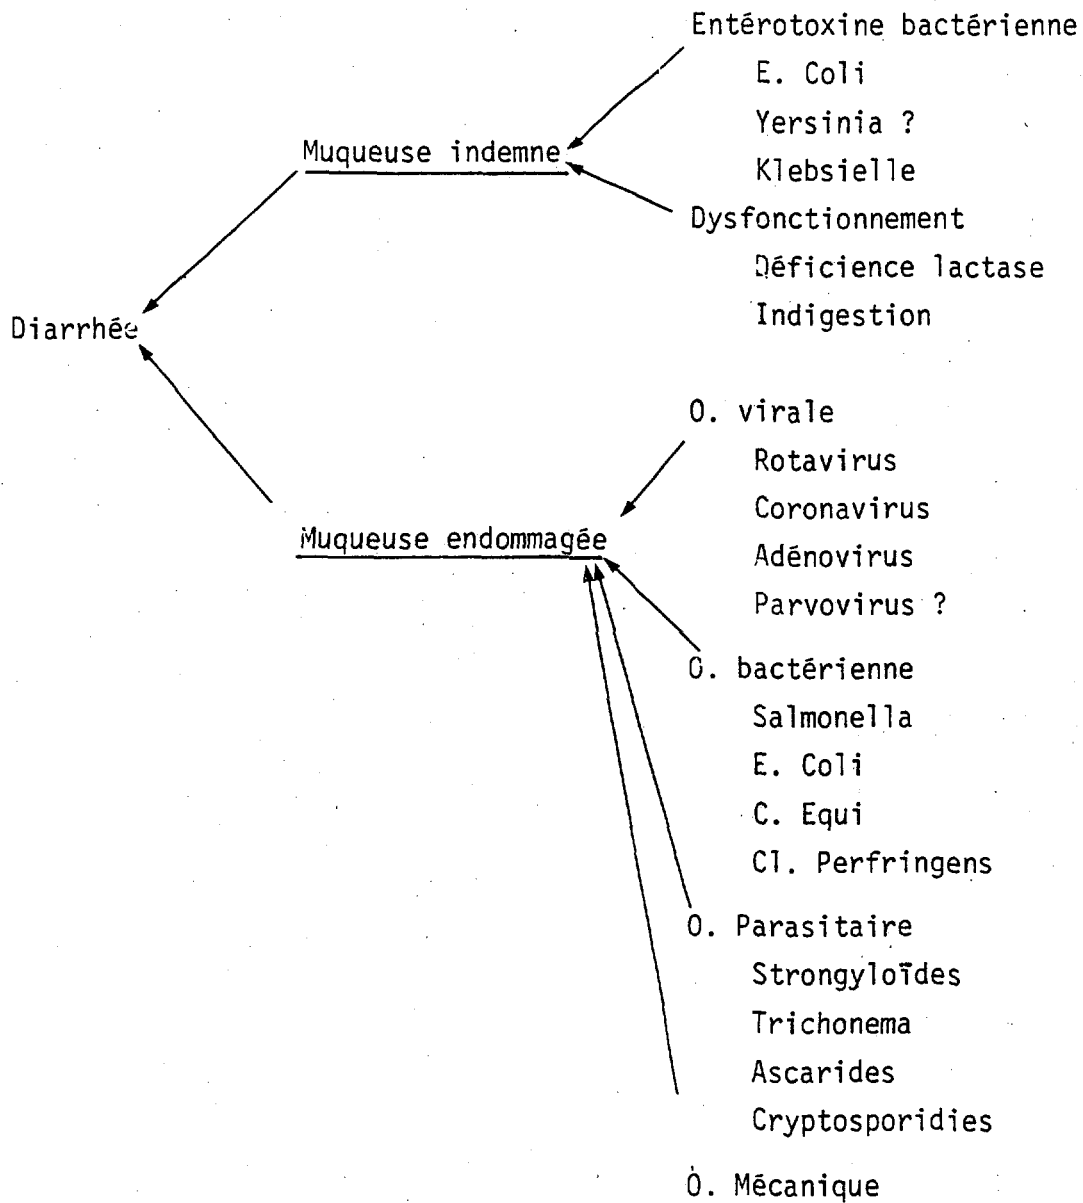 Entérotoxine bactérienne
E. Coli
Yersinia ?
Klebsielle
Muqueuse indemne
Dysfonctionnement
Déficience lactase
Indigestion
Diarrhée
O. virale
Rotavirus
Coronavirus
Adénovirus
Parvovirus ?
Muqueuse endommagée
O. bactérienne
Salmonella
E. Coli
C. Equi
Cl. Perfringens
O. Parasitaire
Strongyloïdes
Trichonema
Ascarides
Cryptosporidies
O. Mécanique